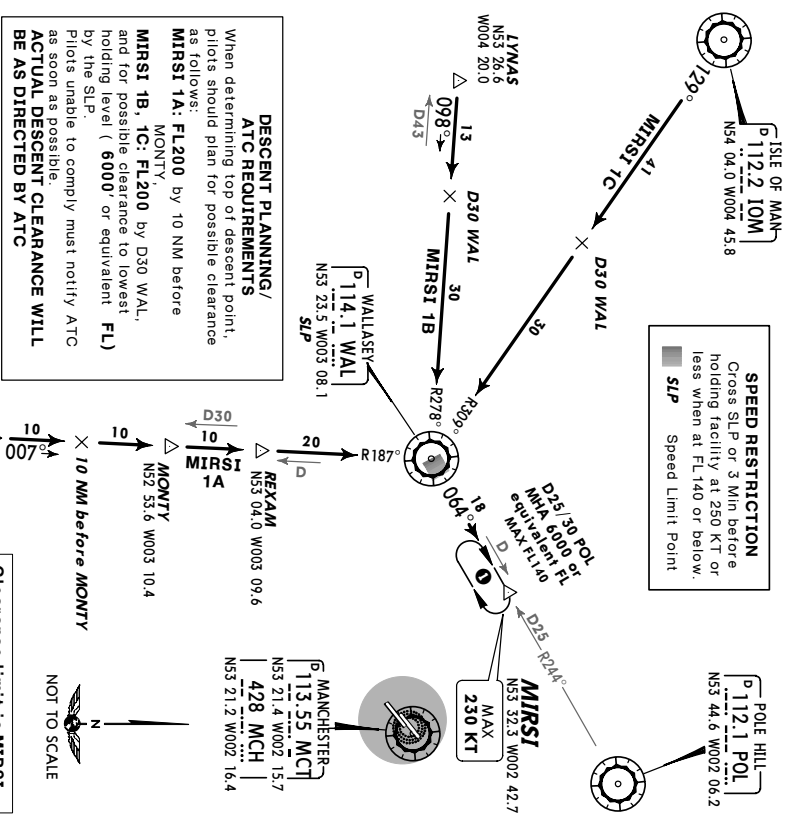 ISLE OF MAN
D 112.2 IOM
N54 04.0 W004 45.8
129°
MIRSI 1C
41
D30 WAL
30
R309°
SPEED RESTRICTION
Cross SLP or 3 Min before
holding facility at 250 KT or
less when at FL140 or below.
SLP Speed Limit Point
POLE HILL
D 112.1 POL
N53 44.6 W002 06.2
LYNAS
N53 26.6
W004 20.0
13
098°
D43
D30 WAL
30
MIRSI 1B
R278°
WALLASEY
D 114.1 WAL
N53 23.5 W003 08.1
SLP
064°
18
D
D25/30 POL
MHA 6000 or
equivalent FL
MAX FL140
1
D25 R244°
MIRSI
N53 32.3 W002 42.7
MAX
230 KT
R187°
20
D
REXAM
N53 04.0 W003 09.6
10
D30
MIRSI
1A
MONTY
N52 53.6 W003 10.4
10
10 NM before MONTY
10
007°
MANCHESTER
D 113.55 MCT
N53 21.4 W002 15.7
428 MCH
N53 21.2 W002 16.4
N
NOT TO SCALE
DESCENT PLANNING/
ATC REQUIREMENTS
When determining top of descent point,
pilots should plan for possible clearance
as follows:
MIRSI 1A: FL200 by 10 NM before
MONTY,
MIRSI 1B, 1C: FL200 by D30 WAL,
and for possible clearance to lowest
holding level ( 6000' or equivalent FL)
by the SLP.
Pilots unable to comply must notify ATC
as soon as possible.
ACTUAL DESCENT CLEARANCE WILL
BE AS DIRECTED BY ATC
Clearance limit is MIRSI